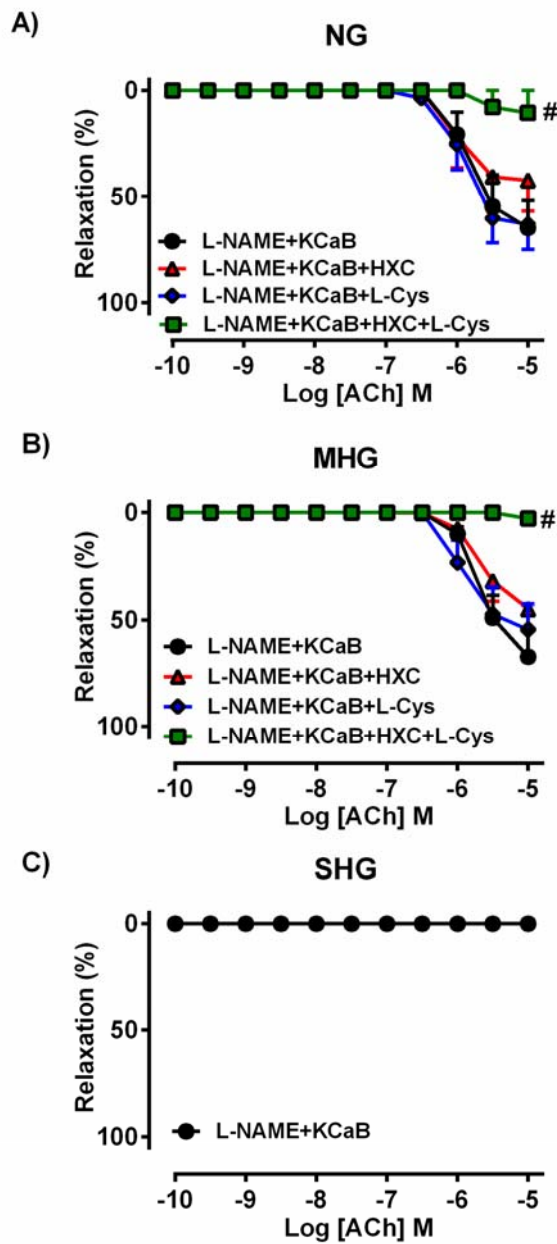 A)
NG
0
50
100
Relaxation (%)
#
L-NAME+KCaB
L-NAME+KCaB+HXC
L-NAME+KCaB+L-Cys
L-NAME+KCaB+HXC+L-Cys
-10 -9 -8 -7 -6 -5
Log [ACh] M
B)
MHG
0
50
100
Relaxation (%)
#
L-NAME+KCaB
L-NAME+KCaB+HXC
L-NAME+KCaB+L-Cys
L-NAME+KCaB+HXC+L-Cys
-10 -9 -8 -7 -6 -5
Log [ACh] M
C)
SHG
0
50
100
Relaxation (%)
L-NAME+KCaB
-10 -9 -8 -7 -6 -5
Log [ACh] M